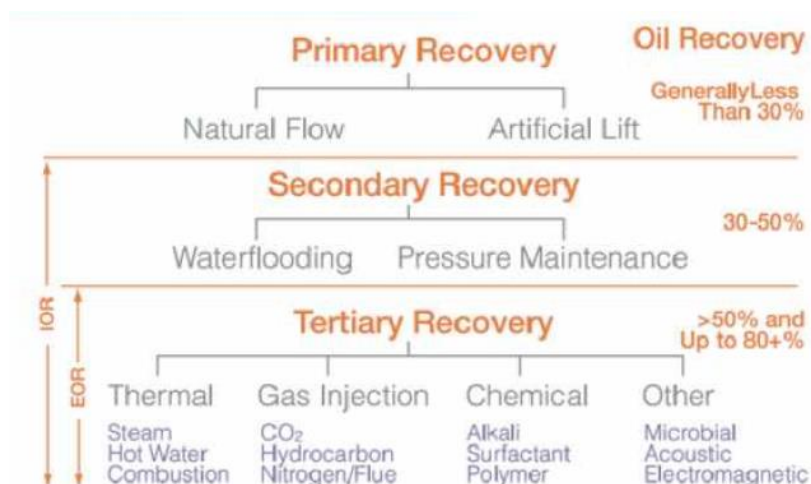 Primary Recovery
Oil Recovery
GenerallyLess
Than 30%
Natural Flow
Artificial Lift
Secondary Recovery
30-50%
Waterflooding
Pressure Maintenance
IOR
EOR
Tertiary Recovery
>50% and
Up to 80+%
Thermal
Gas Injection
Chemical
Other
Steam
CO₂
Alkali
Microbial
Hot Water
Hydrocarbon
Surfactant
Acoustic
Combustion
Nitrogen/Flue
Polymer
Electromagnetic